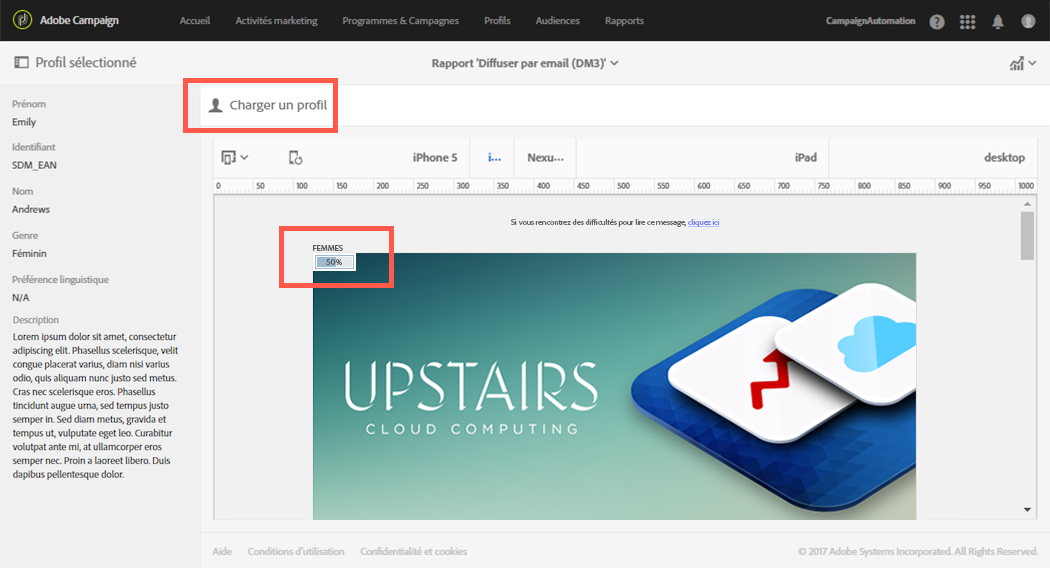 Adobe Campaign
Accueil
Activités marketing
Programmes & Campagnes
Profils
Audiences
Rapports
CampaignAutomation
?
Profil sélectionné
Rapport 'Diffuser par email (DM3)'
Prénom
Emily
Identifiant
SDM_EAN
Nom
Andrews
Genre
Féminin
Préférence linguistique
N/A
Description
Lorem ipsum dolor sit amet, consectetur
adipiscing elit. Phasellus scelerisque, velit
congue placerat varius, diam nisi varius
odio, quis aliquam nunc justo sed metus.
Cras nec scelerisque eros. Phasellus
tincidunt augue urna, sed tempus justo
semper in. Sed diam metus, gravida et
tempus ut, vulputate eget leo. Curabitur
volutpat ante mi, at ullamcorper eros
semper nec. Proin a laoreet libero. Duis
dapibus pellentesque dolor.
Charger un profil
iPhone 5
i...
Nexu...
iPad
desktop
0 50 100 150 200 250 300 350 400 450 500 550 600 650 700 750 800 850 900 950 1000
Si vous rencontrez des difficultés pour lire ce message, cliquez ici
FEMMES
50%
UPSTAIRS
CLOUD COMPUTING
Aide
Conditions d'utilisation
Confidentialité et cookies
© 2017 Adobe Systems Incorporated. All Rights Reserved.